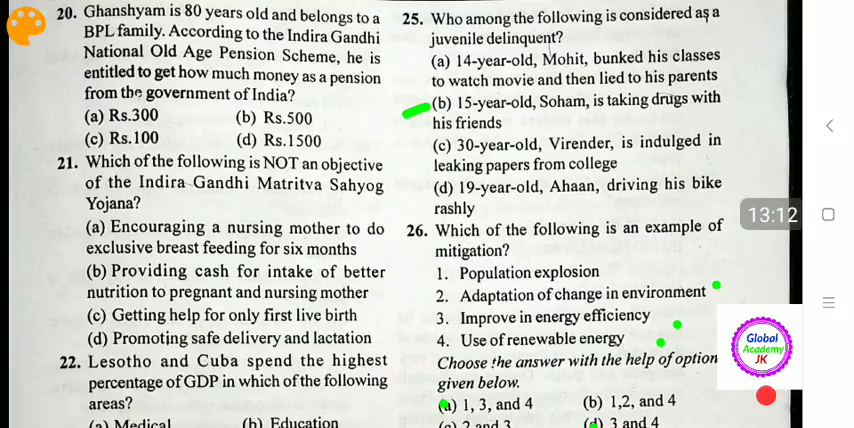 20. Ghanshyam is 80 years old and belongs to a
BPL family. According to the Indira Gandhi
National Old Age Pension Scheme, he is
entitled to get how much money as a pension
from the government of India?
(a) Rs.300 (b) Rs.500
(c) Rs.100 (d) Rs.1500
21. Which of the following is NOT an objective
of the Indira Gandhi Matritva Sahyog
Yojana?
(a) Encouraging a nursing mother to do
exclusive breast feeding for six months
(b) Providing cash for intake of better
nutrition to pregnant and nursing mother
(c) Getting help for only first live birth
(d) Promoting safe delivery and lactation
22. Lesotho and Cuba spend the highest
percentage of GDP in which of the following
areas?
(a) Medical (b) Education
25. Who among the following is considered as a
juvenile delinquent?
(a) 14-year-old, Mohit, bunked his classes
to watch movie and then lied to his parents
(b) 15-year-old, Soham, is taking drugs with
his friends
(c) 30-year-old, Virender, is indulged in
leaking papers from college
(d) 19-year-old, Ahaan, driving his bike
rashly
26. Which of the following is an example of
mitigation?
1. Population explosion
2. Adaptation of change in environment
3. Improve in energy efficiency
4. Use of renewable energy
Choose the answer with the help of option
given below.
(a) 1, 3, and 4 (b) 1,2, and 4
(c) 2 and 3 (d) 3 and 4
13:12
Global
Academy
JK